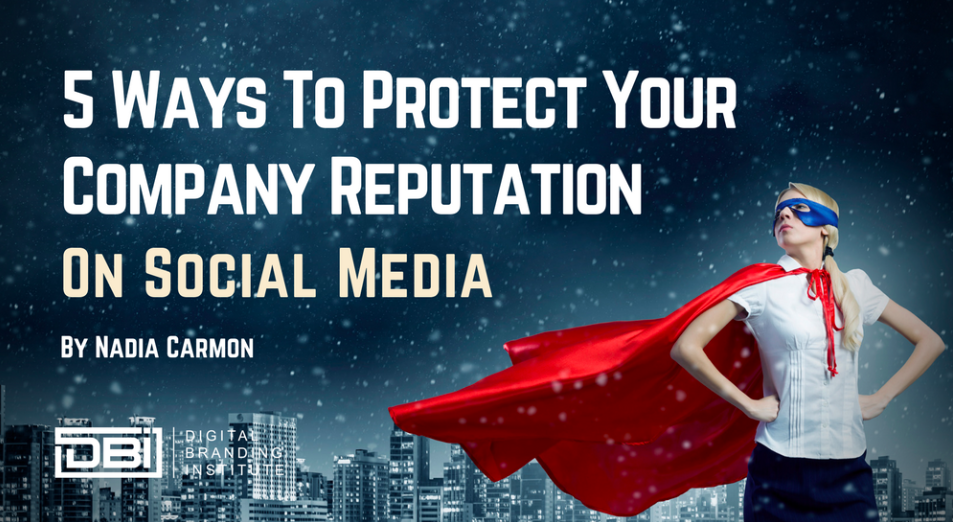 5 Ways To Protect Your
Company Reputation
On Social Media
By Nadia Carmon
DBI
DIGITAL
BRANDING
INSTITUTE